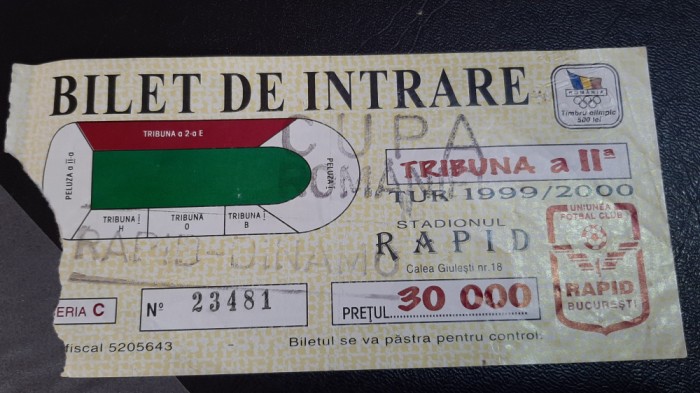 BILET DE INTRARE
ROMANIA
Timbru olimpic
500 lei
TRIBUNA a 2-a E
PELUZA a II-a
PELUZA I
TRIBUNA I
H
TRIBUNA
0
TRIBUNA I
B
CUPA
ROMANIEI
RAPID-DINAMO
TRIBUNA a IIª
TUR 1999/2000
STADIONUL
RAPID
Calea Giulești nr. 18
UNIUNEA
FOTBAL CLUB
RAPID
BUCUREȘTI
ERIA C
Nº 23481
PREȚUL 30 000
fiscal 5205643
Biletul se va păstra pentru control